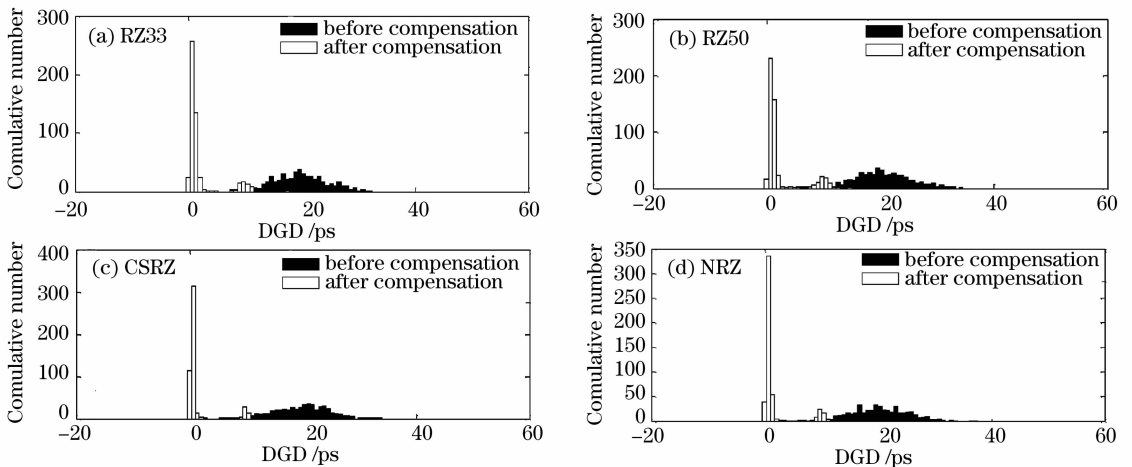 (a) RZ33
before compensation
after compensation
Comulative number
300
200
100
0
−20
0
20
40
60
DGD /ps
(b) RZ50
before compensation
after compensation
Comulative number
300
200
100
0
−20
0
20
40
60
DGD /ps
(c) CSRZ
before compensation
after compensation
Comulative number
400
300
200
100
0
−20
0
20
40
60
DGD /ps
(d) NRZ
before compensation
after compensation
Comulative number
350
300
250
200
150
100
50
0
−20
0
20
40
60
DGD /ps